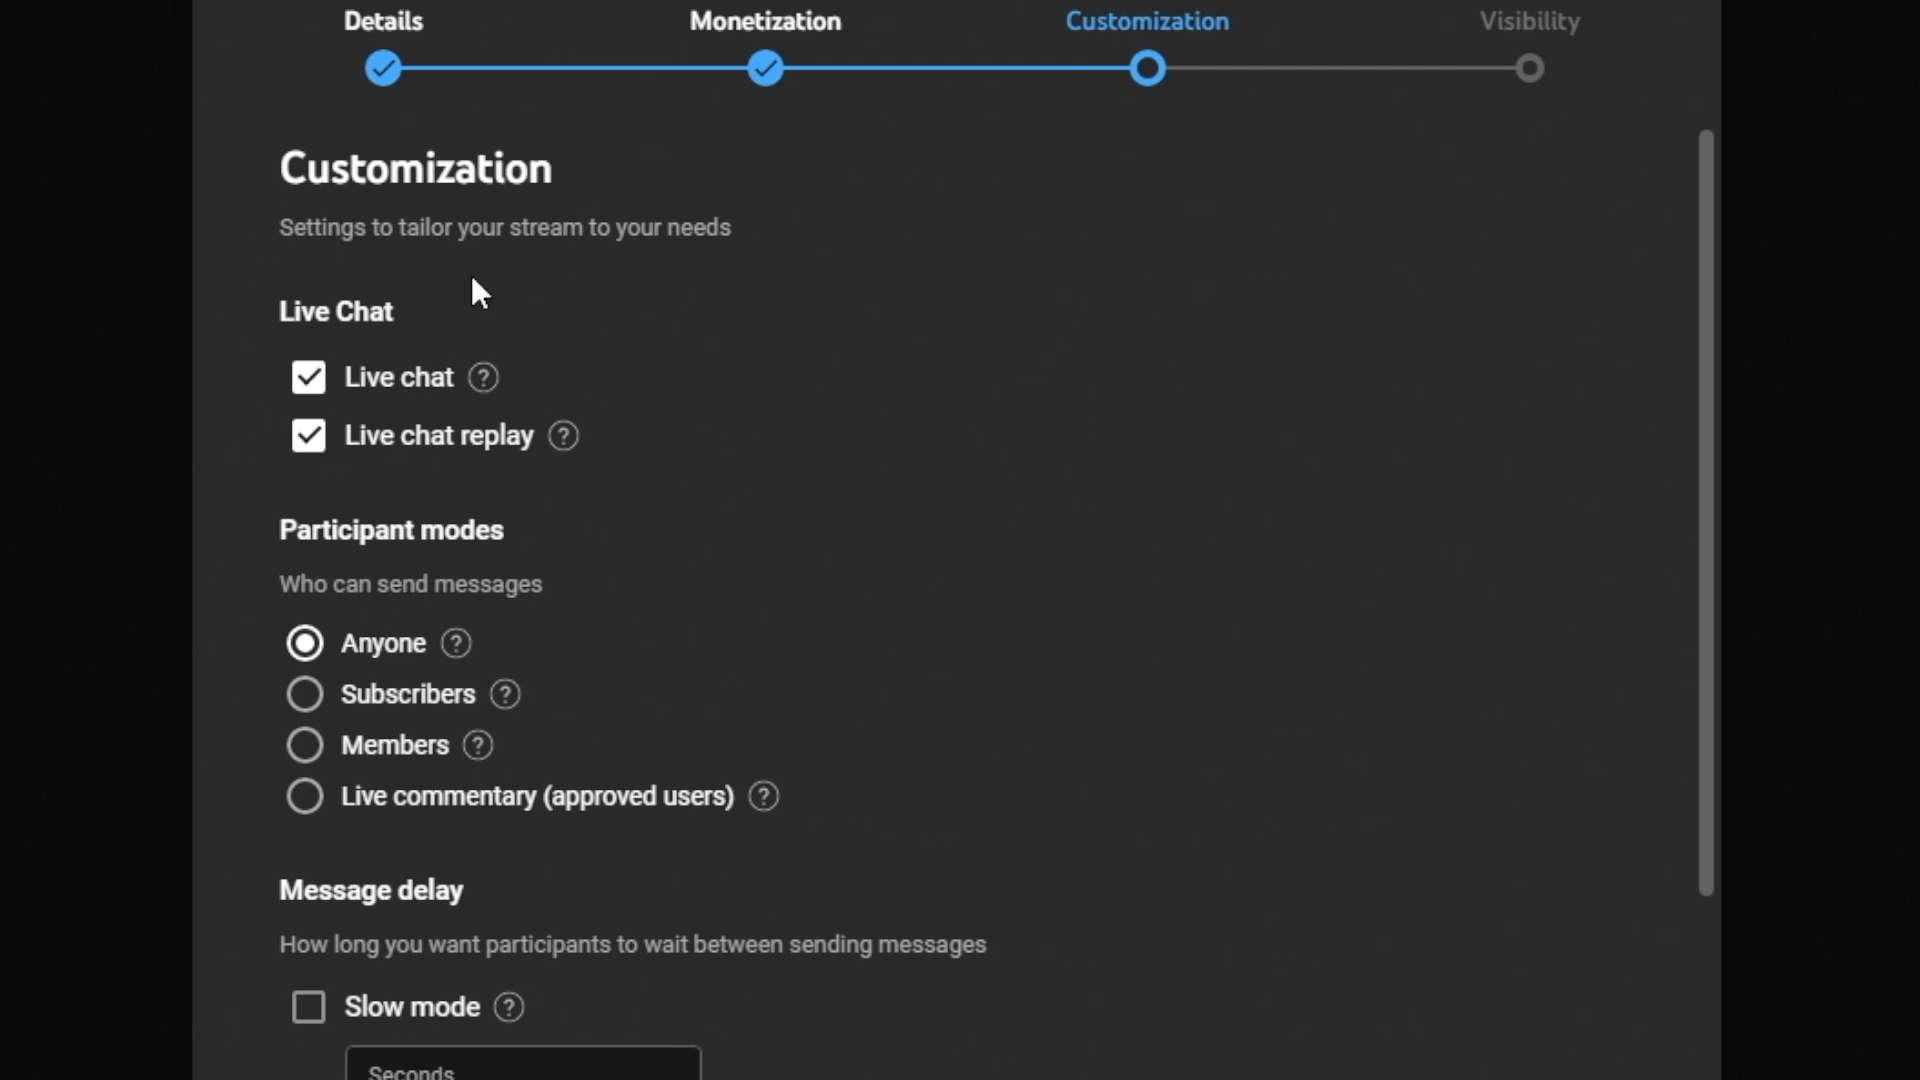 Details Monetization Customization Visibility
Customization
Settings to tailor your stream to your needs
Live Chat
Live chat ?
Live chat replay ?
Participant modes
Who can send messages
Anyone ?
Subscribers ?
Members ?
Live commentary (approved users) ?
Message delay
How long you want participants to wait between sending messages
Slow mode ?
Seconds